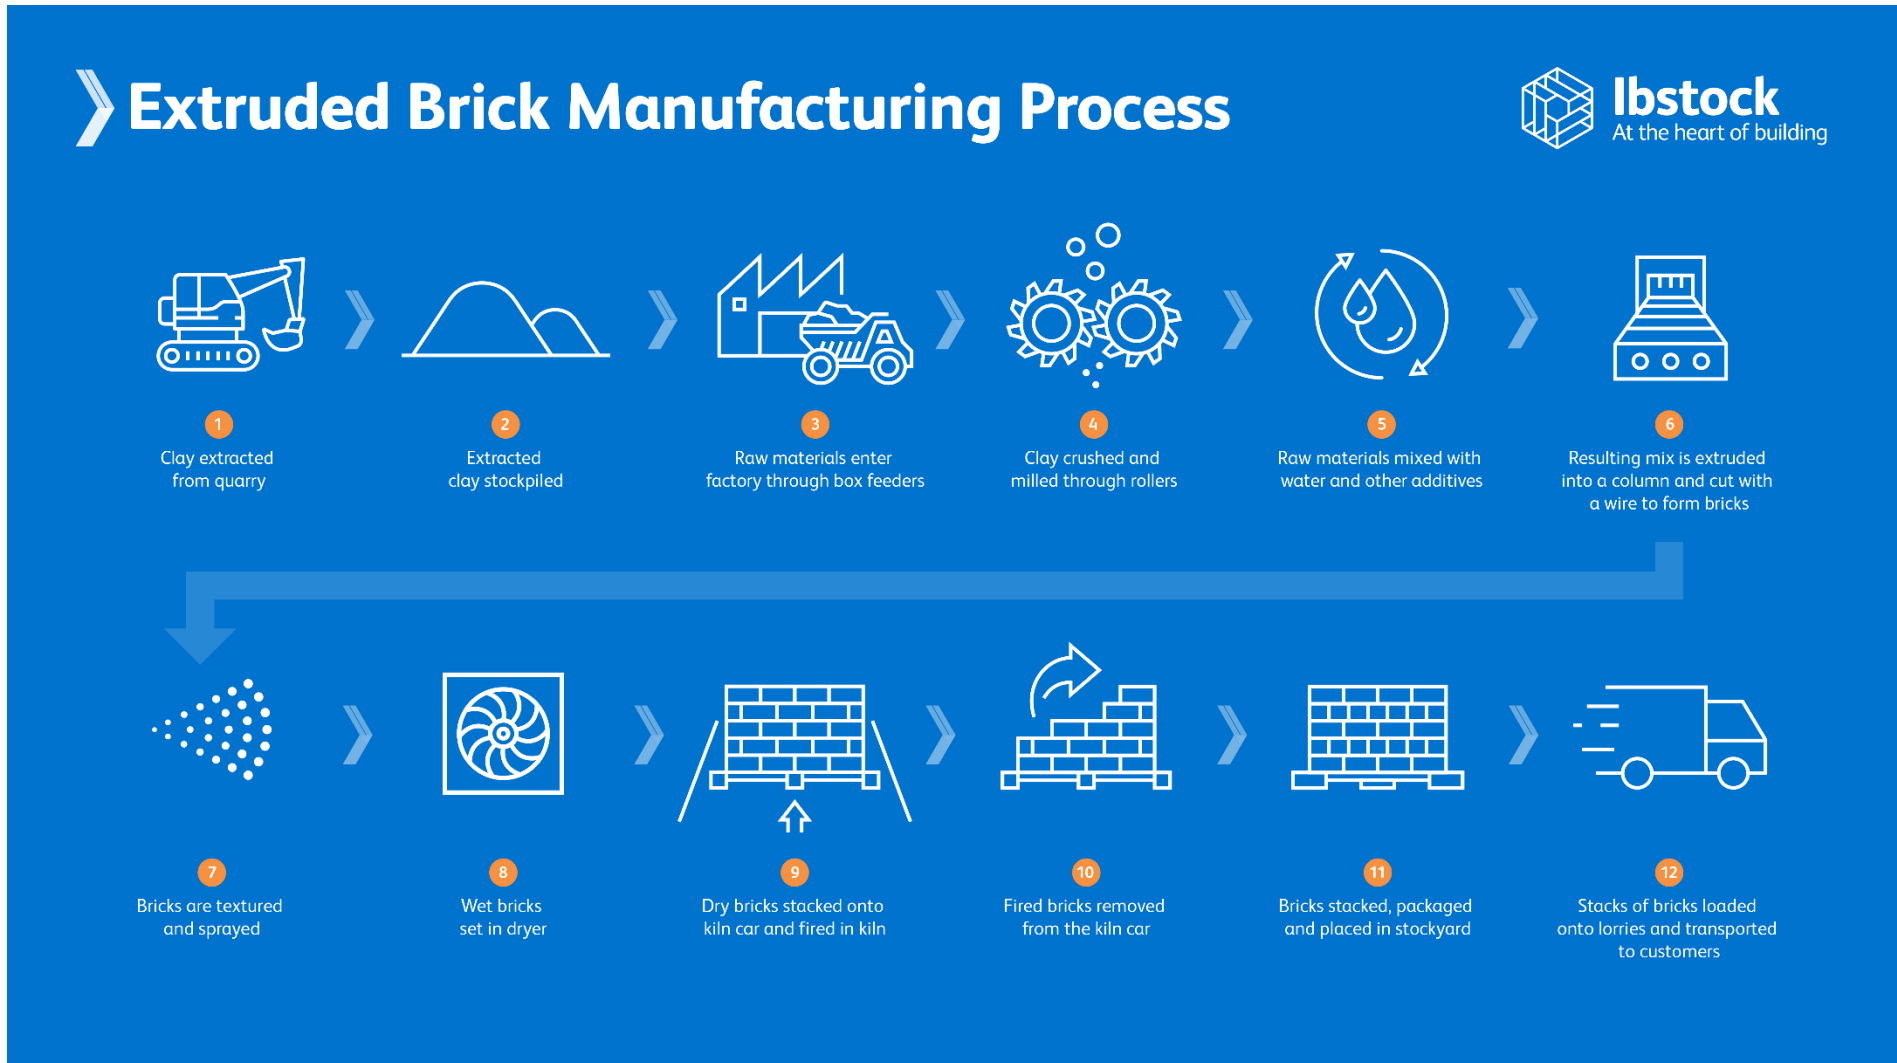 Extruded Brick Manufacturing Process
Ibstock
At the heart of building
1
Clay extracted
from quarry
2
Extracted
clay stockpiled
3
Raw materials enter
factory through box feeders
4
Clay crushed and
milled through rollers
5
Raw materials mixed with
water and other additives
6
Resulting mix is extruded
into a column and cut with
a wire to form bricks
7
Bricks are textured
and sprayed
8
Wet bricks
set in dryer
9
Dry bricks stacked onto
kiln car and fired in kiln
10
Fired bricks removed
from the kiln car
11
Bricks stacked, packaged
and placed in stockyard
12
Stacks of bricks loaded
onto lorries and transported
to customers